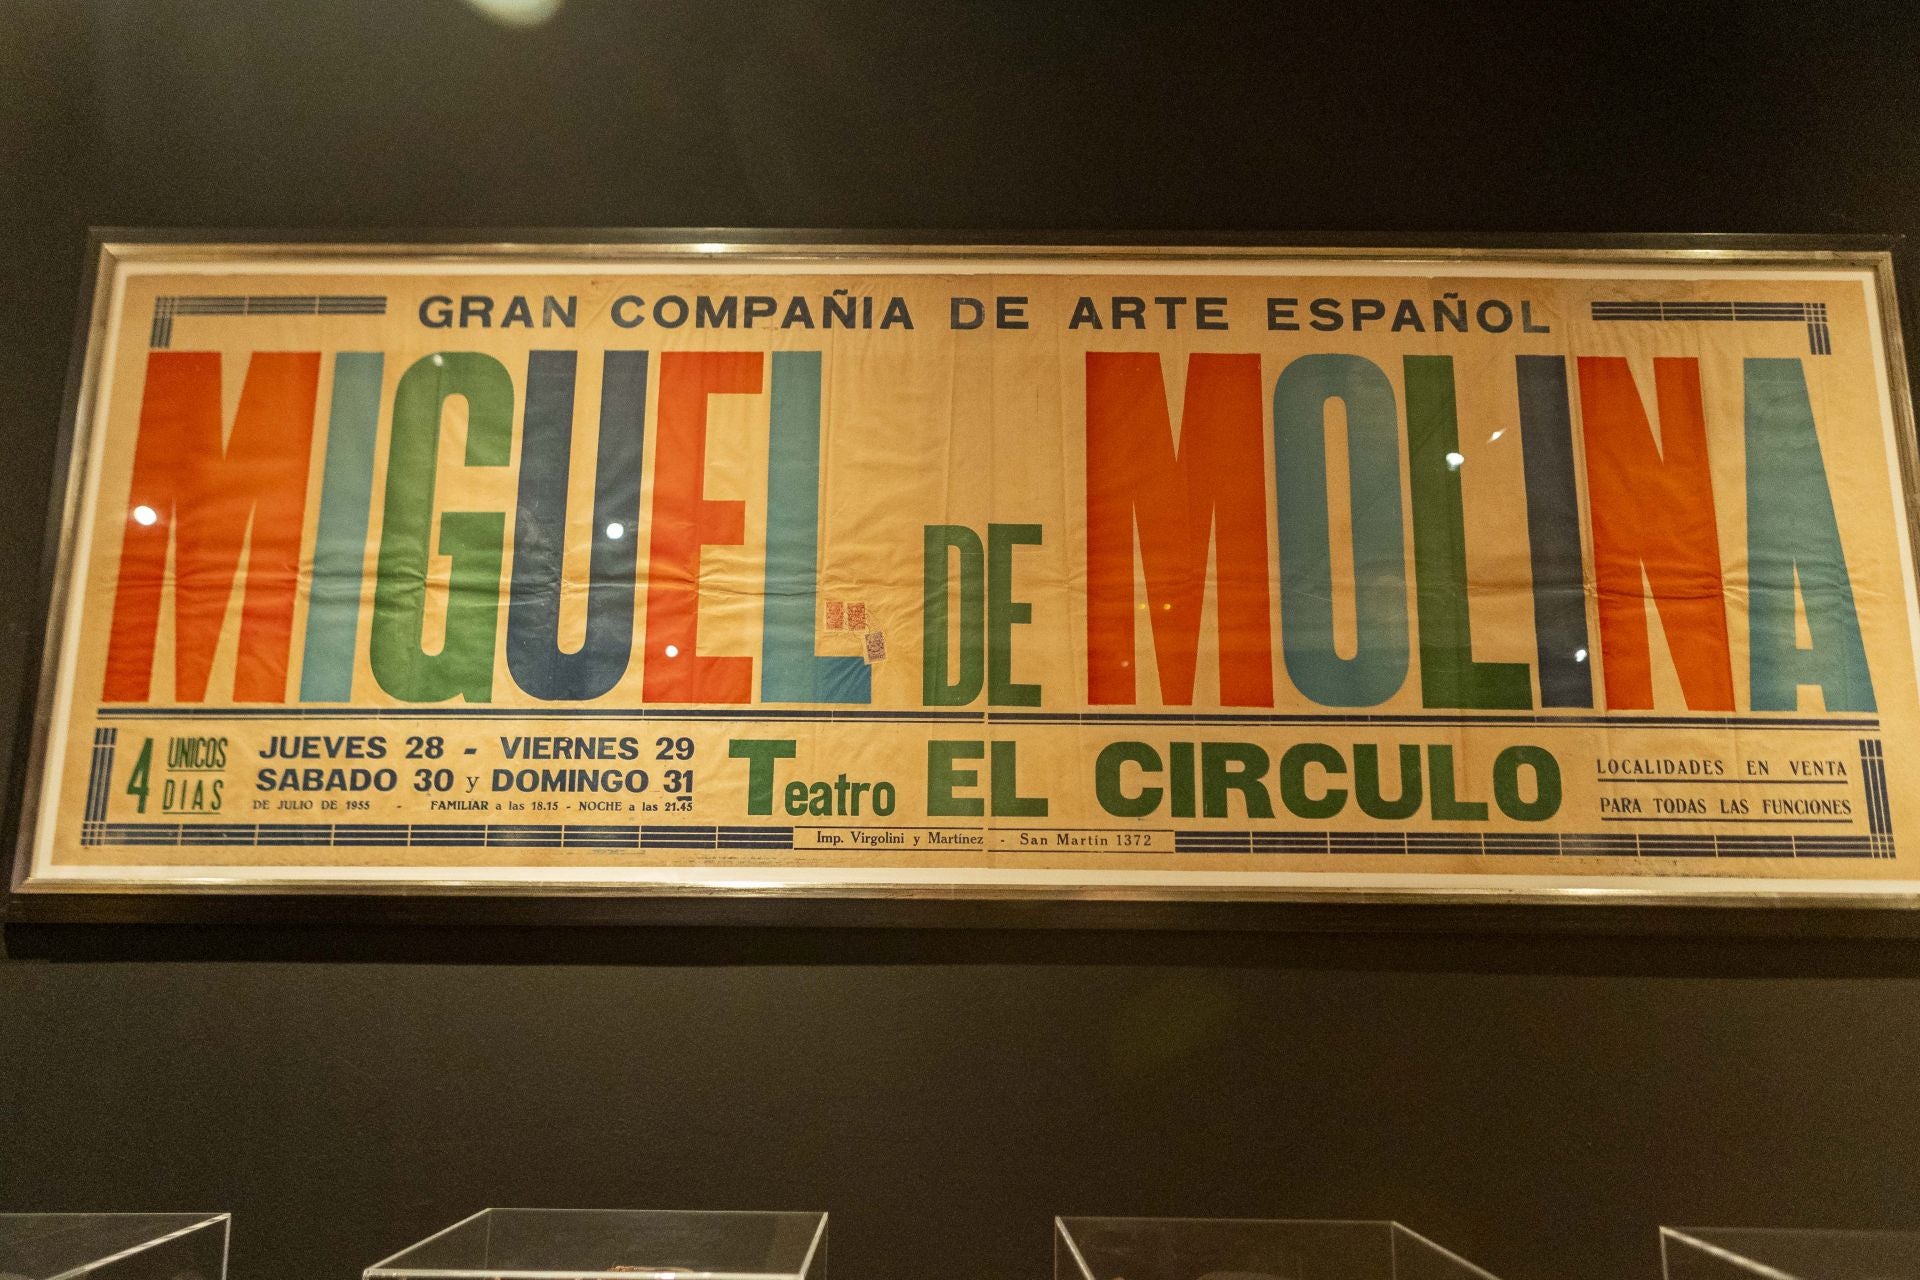 GRAN COMPAÑIA DE ARTE ESPAÑOL
MIGUEL DE MOLINA
4 UNICOS DIAS
JUEVES 28 - VIERNES 29
SABADO 30 y DOMINGO 31
DE JULIO DE 1955 - FAMILIAR a las 18.15 - NOCHE a las 21.45
Teatro EL CIRCULO
LOCALIDADES EN VENTA
PARA TODAS LAS FUNCIONES
Imp. Virgolini y Martínez - San Martín 1372